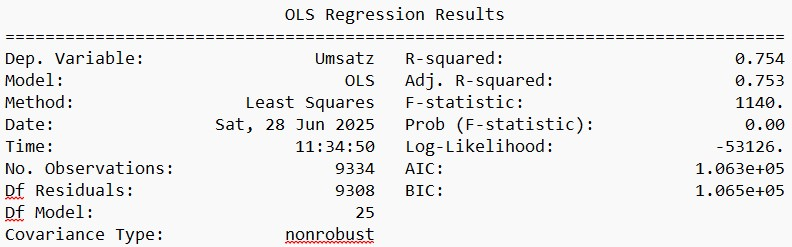 OLS Regression Results
==============================================================================
Dep. Variable: Umsatz R-squared: 0.754
Model: OLS Adj. R-squared: 0.753
Method: Least Squares F-statistic: 1140.
Date: Sat, 28 Jun 2025 Prob (F-statistic): 0.00
Time: 11:34:50 Log-Likelihood: -53126.
No. Observations: 9334 AIC: 1.063e+05
Df Residuals: 9308 BIC: 1.065e+05
Df Model: 25
Covariance Type: nonrobust